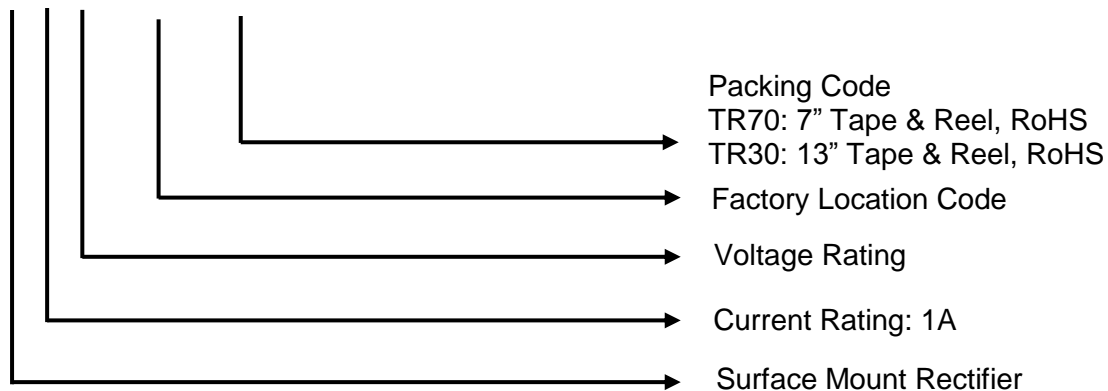 Packing Code
TR70: 7” Tape & Reel, RoHS
TR30: 13” Tape & Reel, RoHS
Factory Location Code
Voltage Rating
Current Rating: 1A
Surface Mount Rectifier